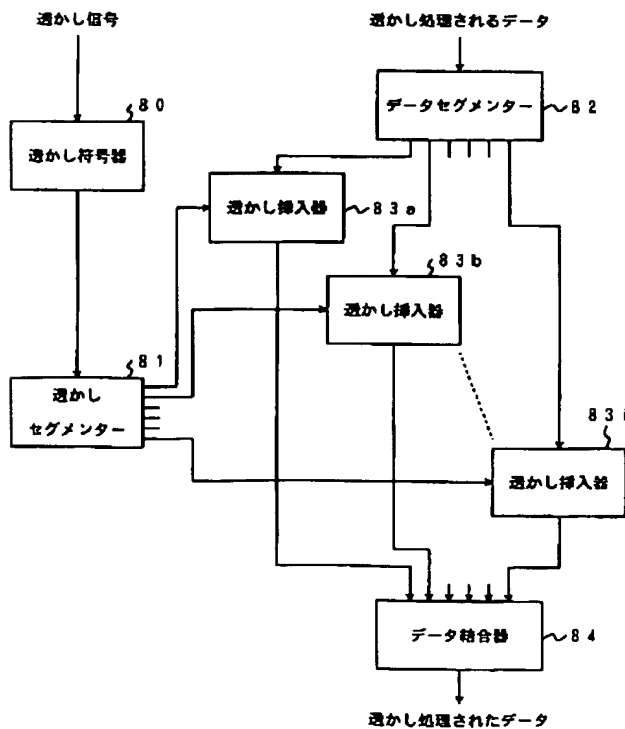 透かし信号
透かし処理されるデータ
80
透かし符号器
データセグメンター
82
透かし挿入器
83a
83b
透かし挿入器
81
透かし
セグメンター
83i
透かし挿入器
データ結合器
84
透かし処理されたデータ